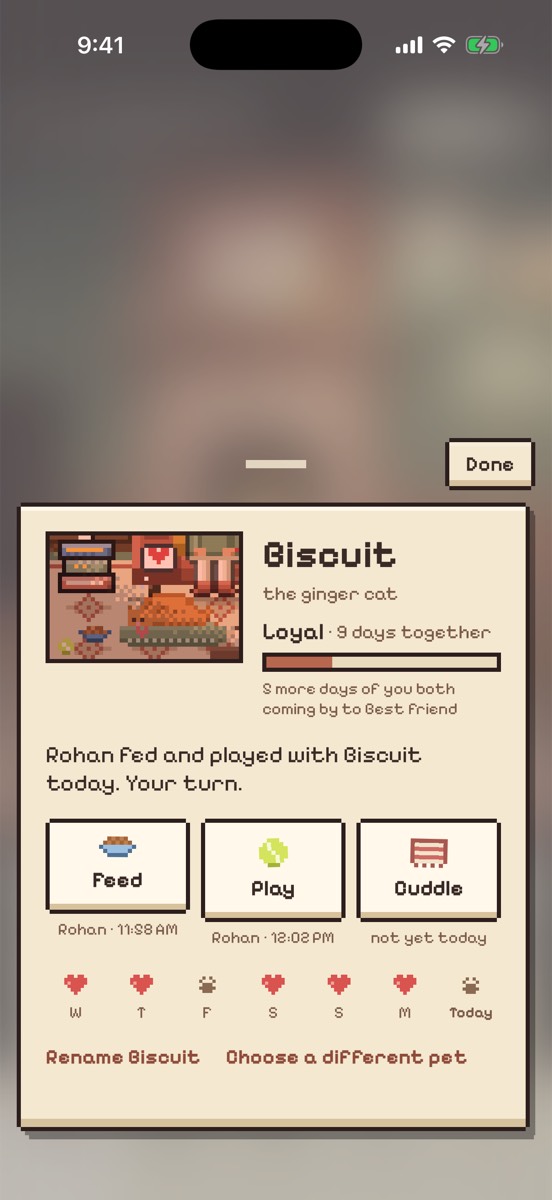 9:41
Done
Biscuit
the ginger cat
Loyal · 9 days together
5 more days of you both
coming by to Best Friend
Rohan fed and played with Biscuit
today. Your turn.
Feed
Play
Cuddle
Rohan · 11:58 AM
Rohan · 12:02 PM
not yet today
W T F S S M Today
Rename Biscuit
Choose a different pet